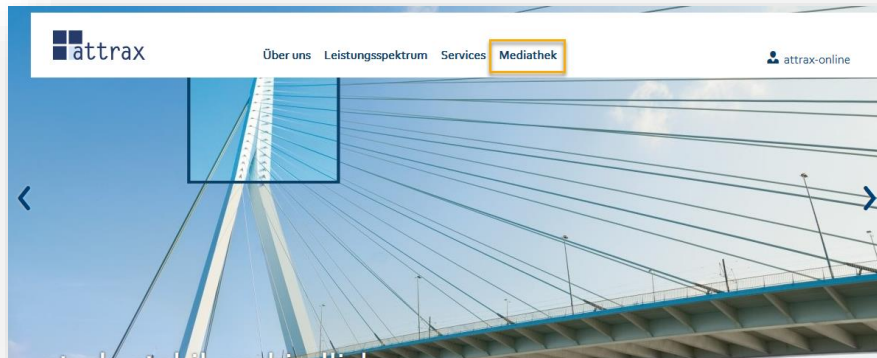 attrax
Über uns Leistungsspektrum Services Mediathek
attrax-online